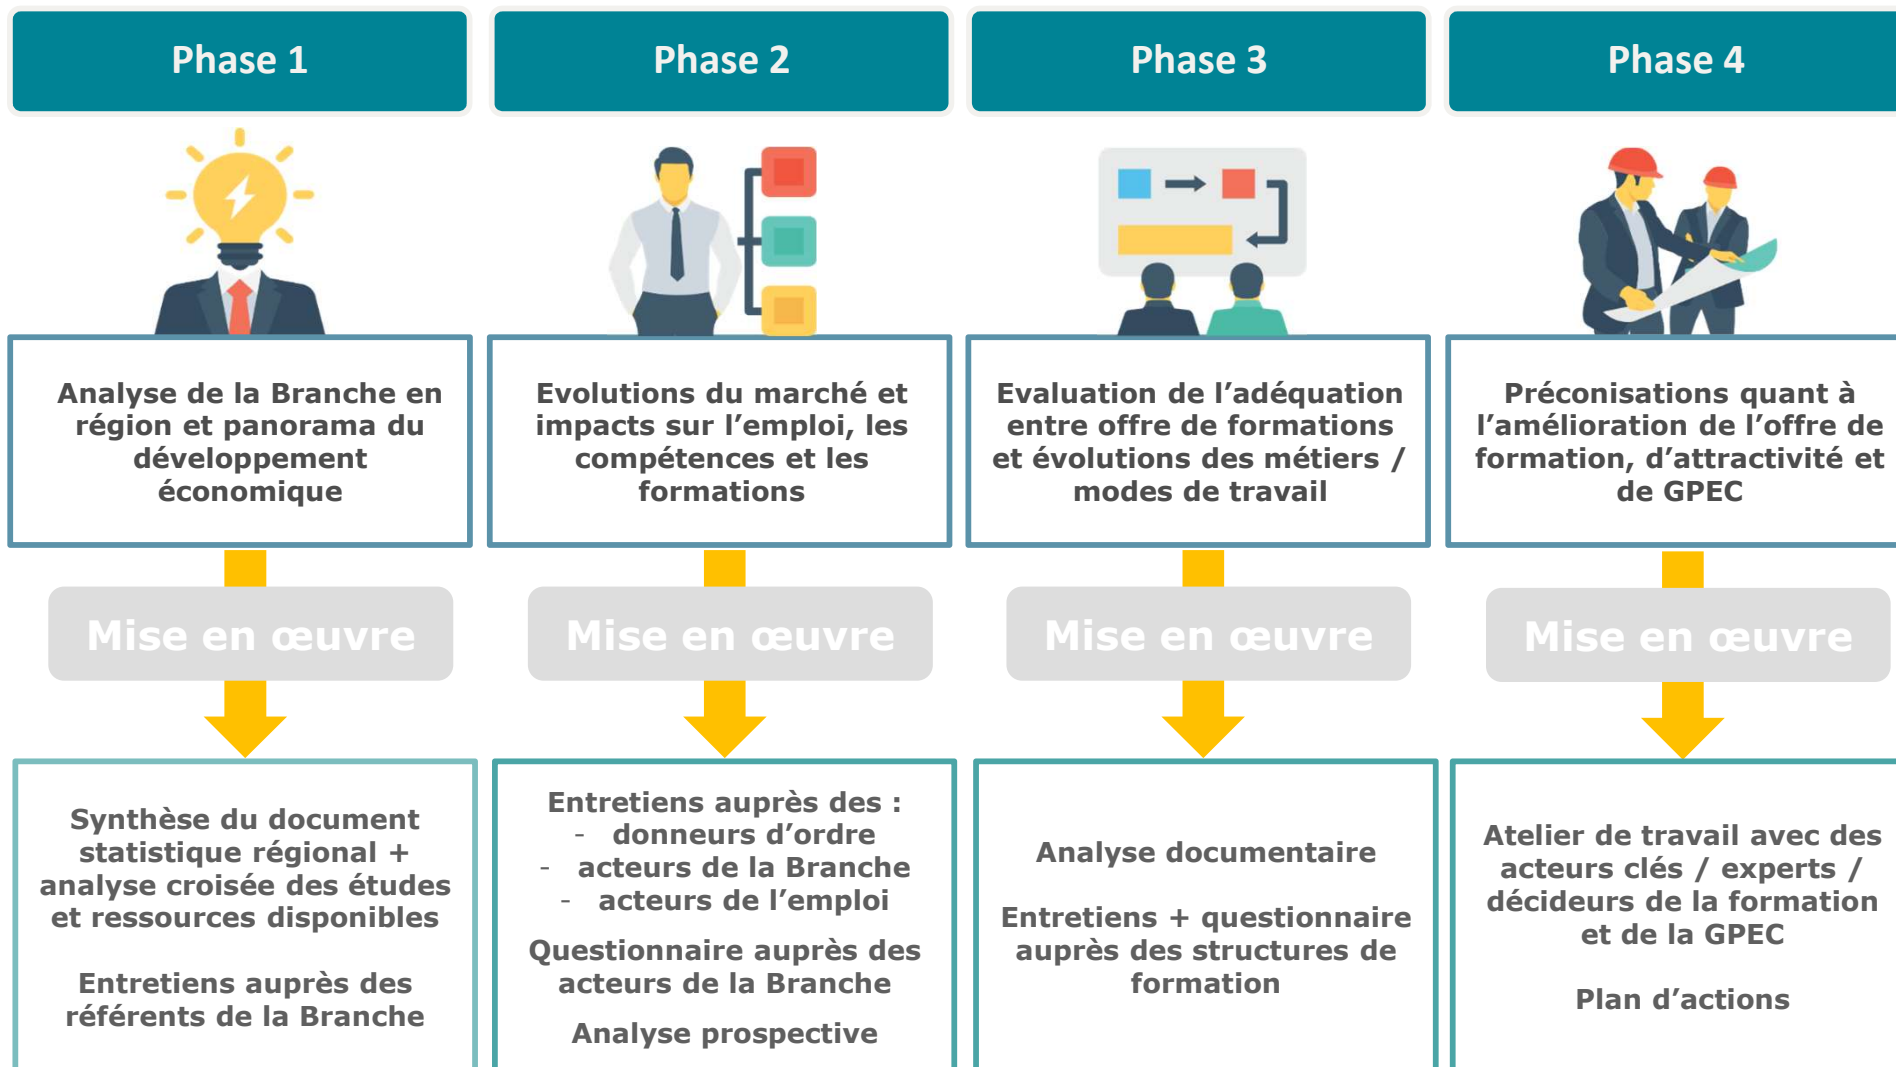 Phase 1
Phase 2
Phase 3
Phase 4
Analyse de la Branche en
région et panorama du
développement
économique
Evolutions du marché et
impacts sur l’emploi, les
compétences et les
formations
Evaluation de l’adéquation
entre offre de formations
et évolutions des métiers /
modes de travail
Préconisations quant à
l’amélioration de l’offre de
formation, d’attractivité et
de GPEC
Mise en œuvre
Mise en œuvre
Mise en œuvre
Mise en œuvre
Synthèse du document
statistique régional +
analyse croisée des études
et ressources disponibles
Entretiens auprès des
référents de la Branche
Entretiens auprès des :
- donneurs d’ordre
- acteurs de la Branche
- acteurs de l’emploi
Questionnaire auprès des
acteurs de la Branche
Analyse prospective
Analyse documentaire
Entretiens + questionnaire
auprès des structures de
formation
Atelier de travail avec des
acteurs clés / experts /
décideurs de la formation
et de la GPEC
Plan d’actions